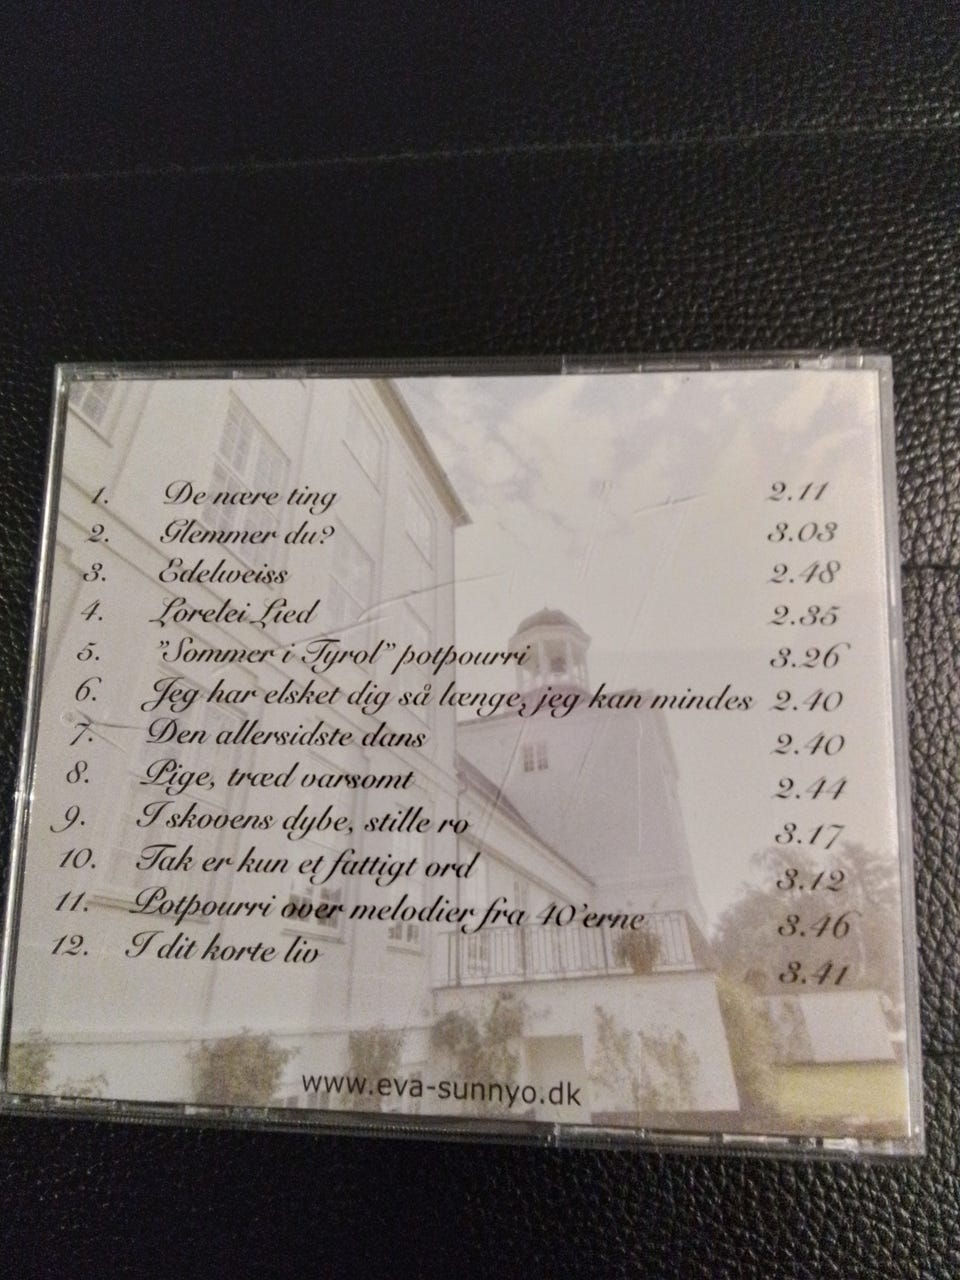 1. De nære ting 2.11
2. Glemmer du? 3.03
3. Edelweiss 2.48
4. Lorelei Lied 2.35
5. "Sommer i Tyrol" potpourri 3.26
6. Jeg har elsket dig så længe, jeg kan mindes 2.40
7. Den allersidste dans 2.40
8. Pige, træd varsomt 2.44
9. I skovens dybe, stille ro 3.17
10. Tak er kun et fattigt ord 3.12
11. Potpourri over melodier fra 40'erne 3.46
12. I dit korte liv 3.41
www.eva-sunnyo.dk